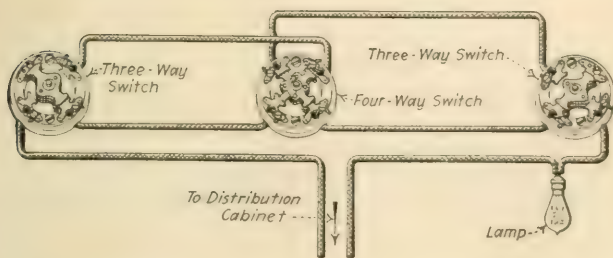 Three-Way
Switch
Three-Way
Switch
Four-Way Switch
To Distribution
Cabinet
Lamp